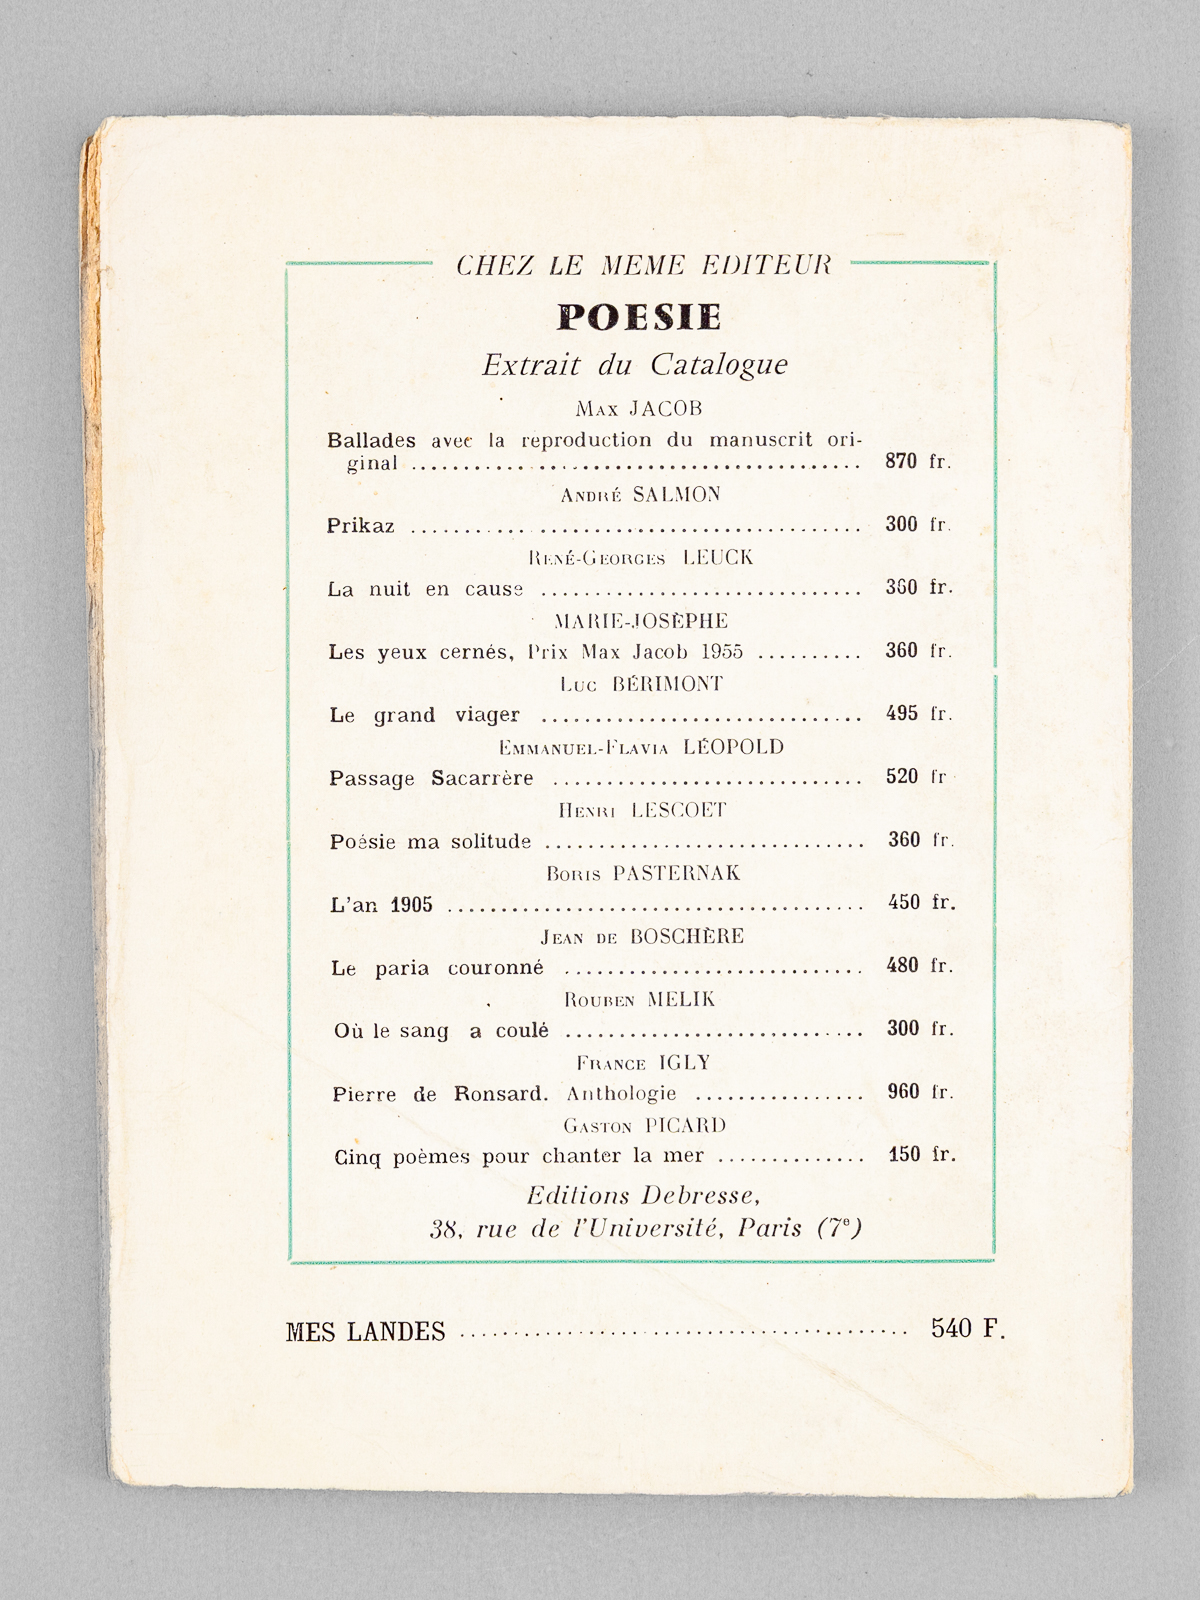 CHEZ LE MEME EDITEUR
POESIE
Extrait du Catalogue
Max JACOB
Ballades avec la reproduction du manuscrit ori-
ginal ........................................ 870 fr.
André SALMON
Prikaz ........................................ 300 fr.
René-Georges LEUCK
La nuit en cause .............................. 360 fr.
MARIE-JOSÈPHE
Les yeux cernés, Prix Max Jacob 1955 .......... 360 fr.
Luc BÉRIMONT
Le grand viager .............................. 495 fr.
Emmanuel-Flavia LÉOPOLD
Passage Sacarrère ............................. 520 fr
Henri LESCOET
Poésie ma solitude .............................. 360 fr.
Boris PASTERNAK
L'an 1905 ....................................... 450 fr.
Jean de BOSCHÈRE
Le paria couronné ............................ 480 fr.
Rouben MELIK
Où le sang a coulé ............................ 300 fr.
France IGLY
Pierre de Ronsard. Anthologie ................ 960 fr.
Gaston PICARD
Cinq poèmes pour chanter la mer .............. 150 fr.
Editions Debresse,
38, rue de l'Université, Paris (7e)
MES LANDES ........................................ 540 F.